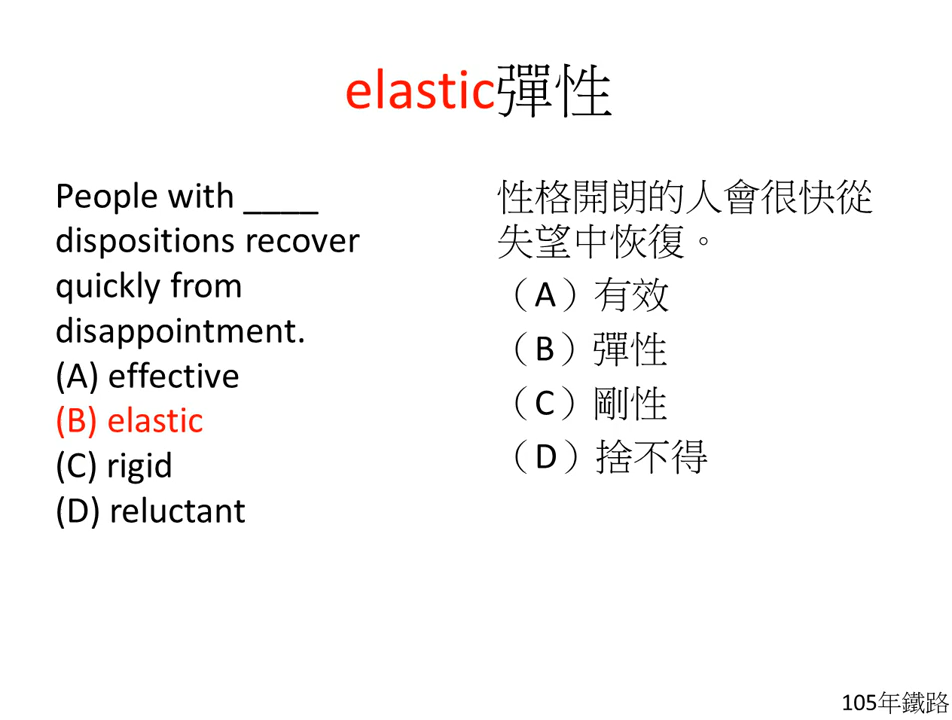 elastic彈性
People with ____
dispositions recover
quickly from
disappointment.
(A) effective
(B) elastic
(C) rigid
(D) reluctant
性格開朗的人會很快從
失望中恢復。
（A）有效
（B）彈性
（C）剛性
（D）捨不得
105年鐵路